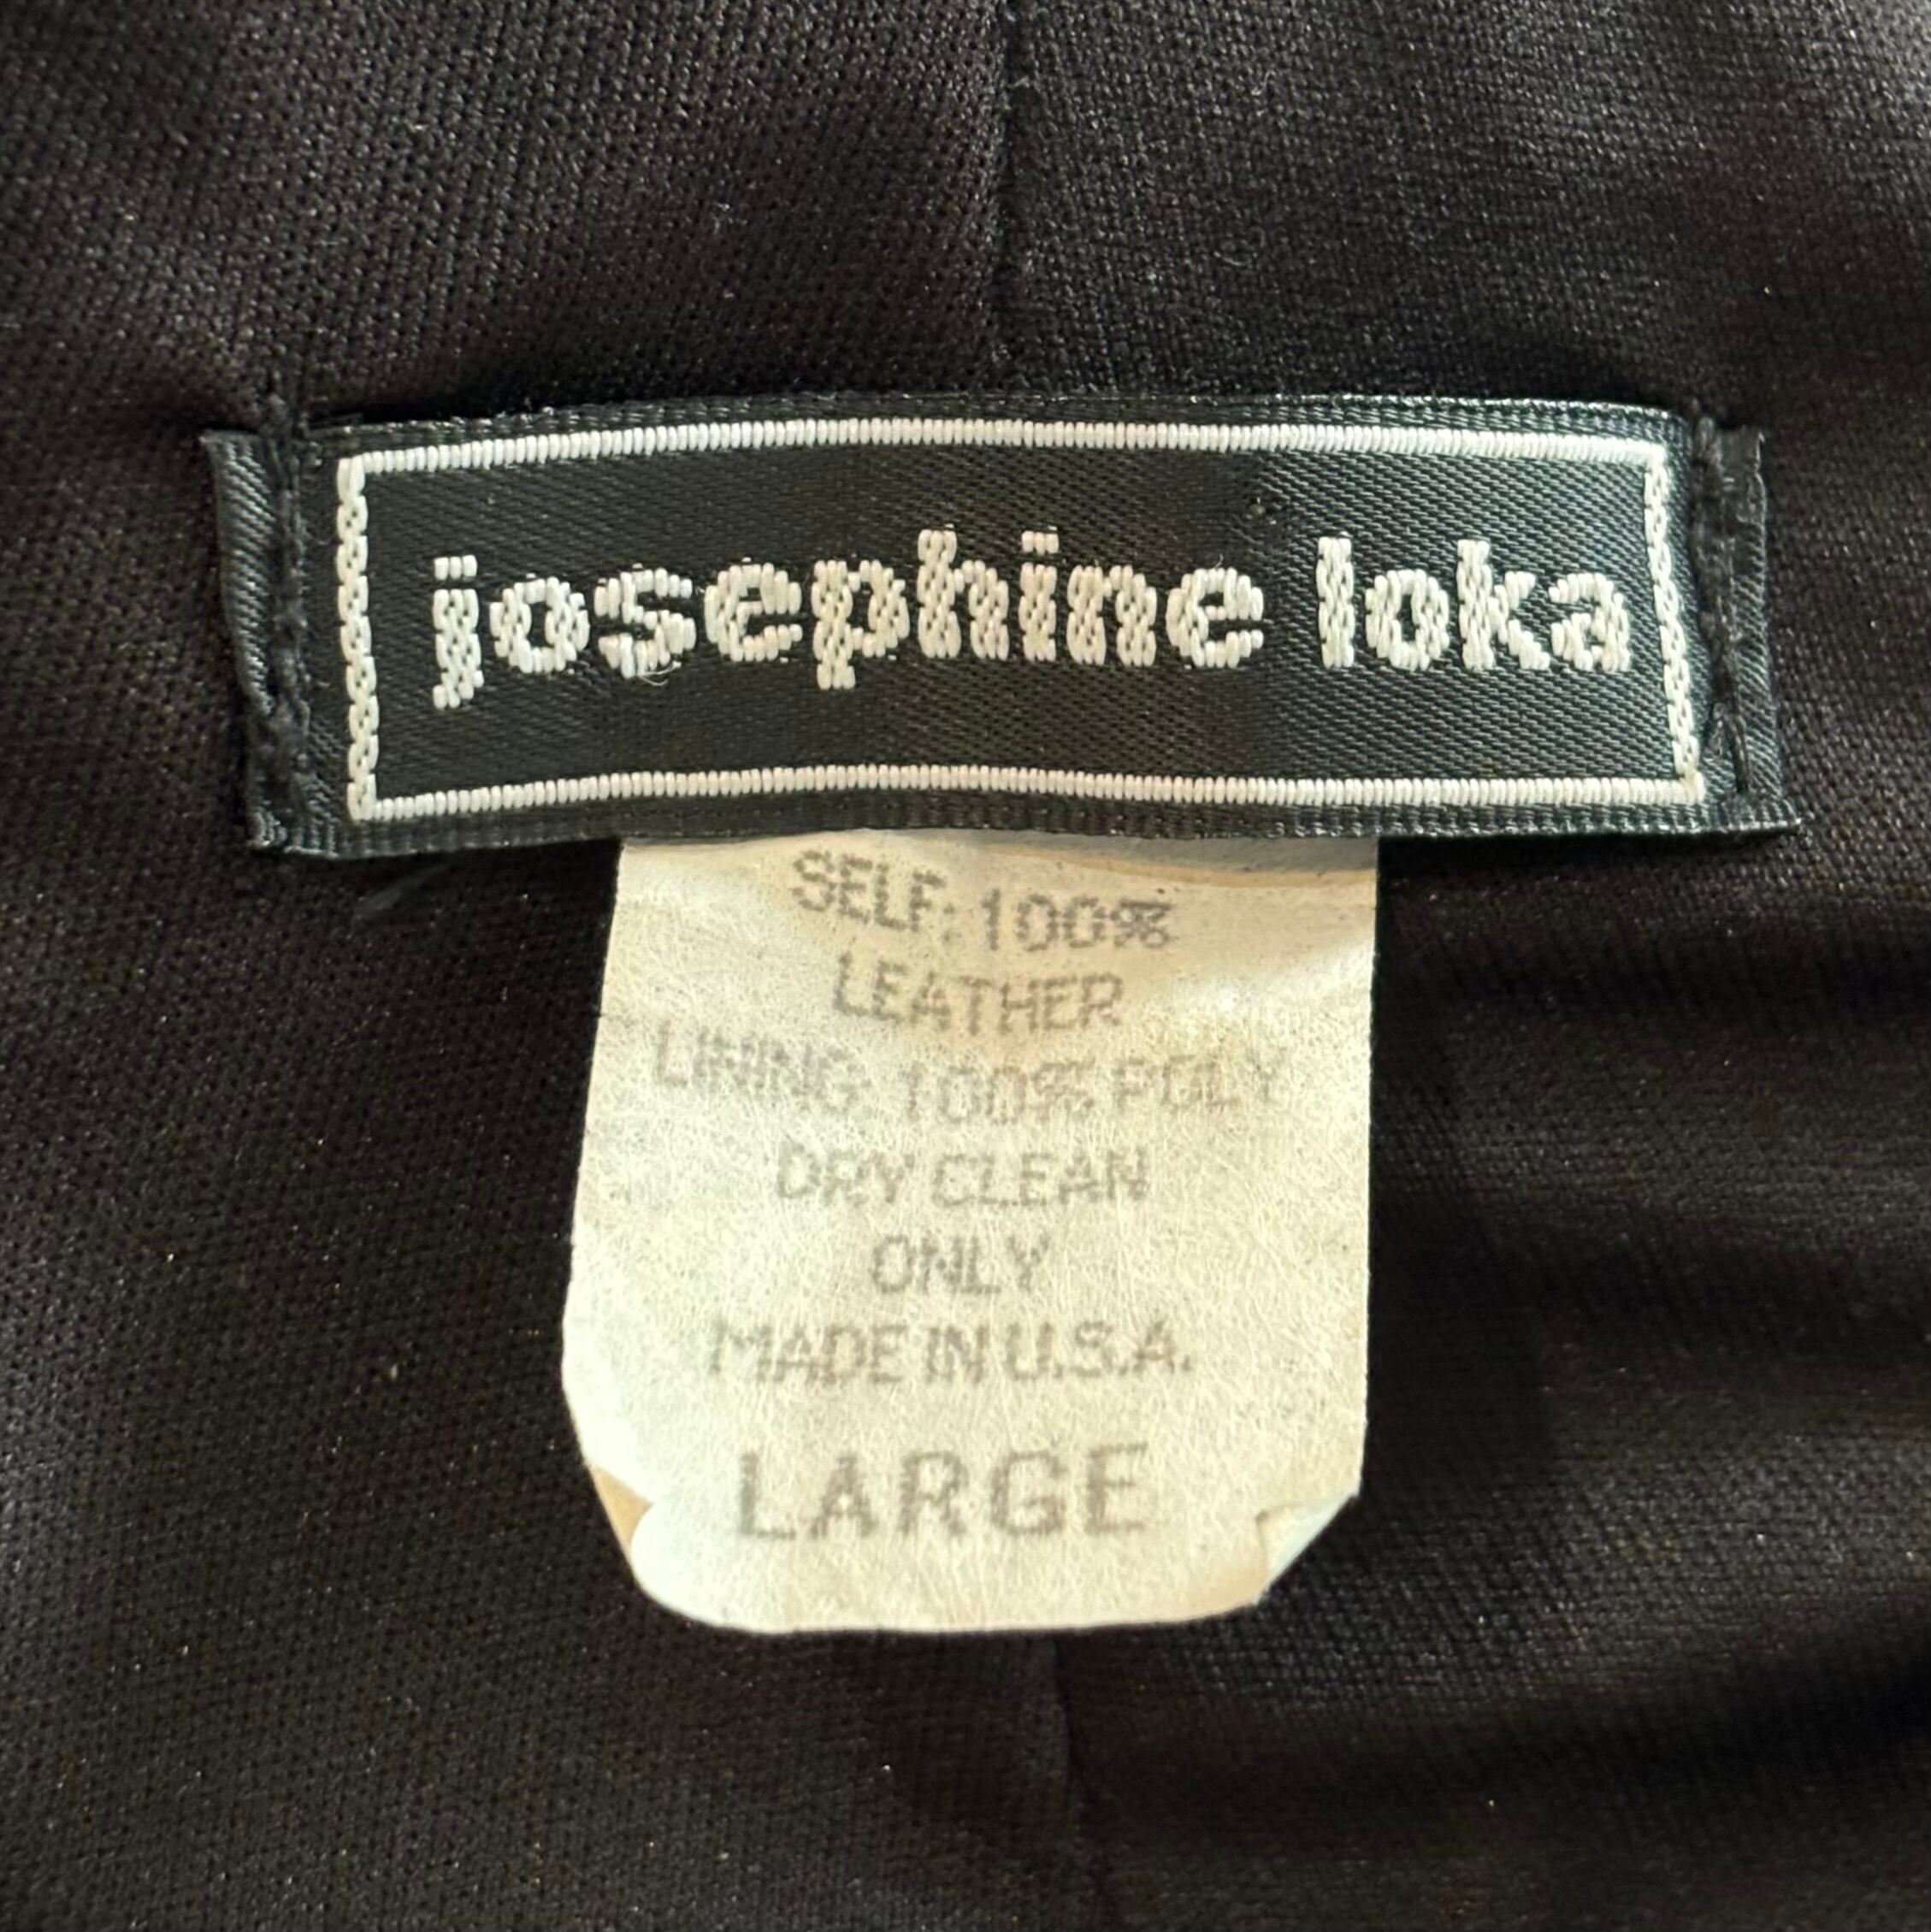 josephine loka
SELF: 100%
LEATHER
LINING: 100% POLY
DRY CLEAN
ONLY
MADE IN U.S.A.
LARGE